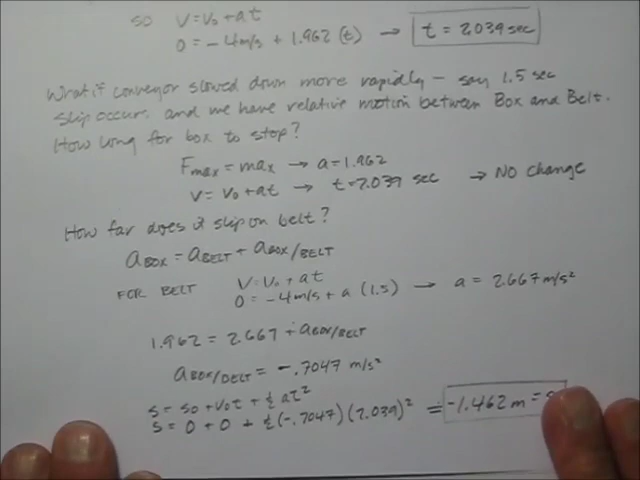 so V = V₀ + at
0 = -4m/s + 1.962 (t) → t = 2.039 sec
What if conveyor slowed down more rapidly - say 1.5 sec
slip occurs and we have relative motion between Box and Belt.
How long for box to stop?
Fmax = max → a = 1.962
V = V₀ + at → t = 2.039 sec → NO change
How far does it slip on belt?
aBOX = aBELT + aBOX/BELT
FOR BELT V = V₀ + at
0 = -4m/s + a (1.5) → a = 2.667 m/s²
1.962 = 2.667 + aBOX/BELT
aBOX/BELT = -.7047 m/s²
s = s₀ + v₀t + ½ at²
s = 0 + 0 + ½(-.7047)(2.039)² = -1.462 m =